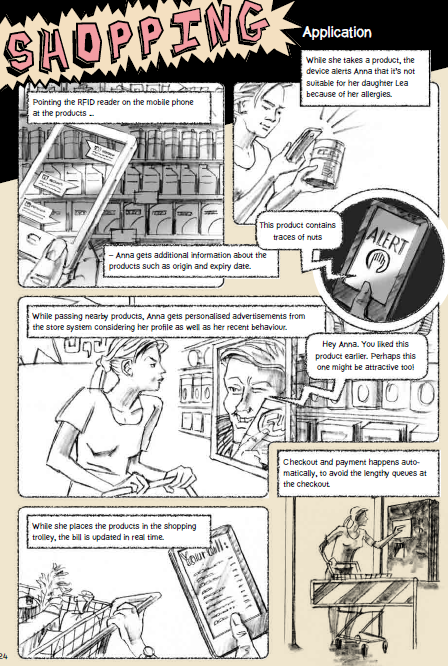 SHOPPING
Application
Pointing the RFID reader on the mobile phone
at the products ...
While she takes a product, the
device alerts Anna that it's not
suitable for her daughter Lea
because of her allergies.
This product contains
traces of nuts
ALERT
– Anna gets additional information about the
products such as origin and expiry date.
While passing nearby products, Anna gets personalised advertisements from
the store system considering her profile as well as her recent behaviour.
Hey Anna. You liked this
product earlier. Perhaps this
one might be attractive too!
Checkout and payment happens auto-
matically, to avoid the lengthy queues at
the checkout.
While she places the products in the shopping
trolley, the bill is updated in real time.
24